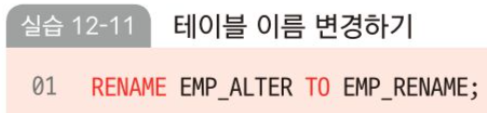 실습 12-11 테이블 이름 변경하기
01 RENAME EMP_ALTER TO EMP_RENAME;